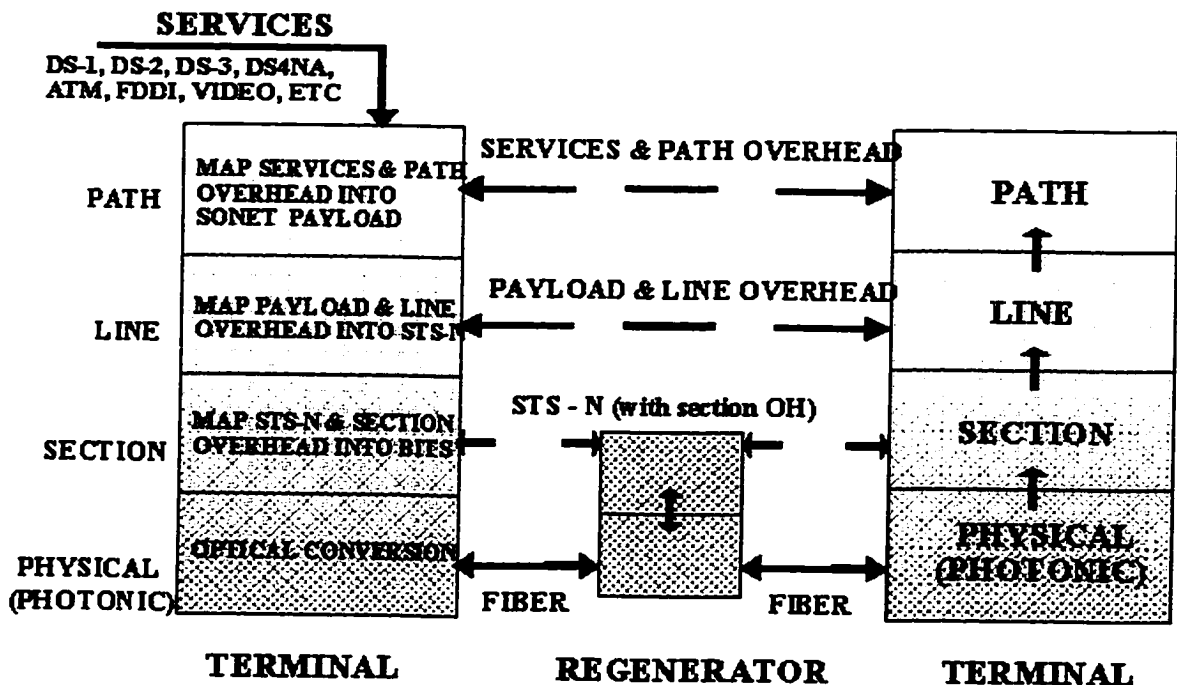 SERVICES
DS-1, DS-2, DS-3, DS4NA,
ATM, FDDI, VIDEO, ETC
PATH
MAP SERVICES & PATH
OVERHEAD INTO
SONET PAYLOAD
SERVICES & PATH OVERHEAD
PATH
LINE
MAP PAYLOAD & LINE
OVERHEAD INTO STS-N
PAYLOAD & LINE OVERHEAD
LINE
SECTION
MAP STS-N & SECTION
OVERHEAD INTO BITS
STS - N (with section OH)
SECTION
PHYSICAL
(PHOTONIC)
OPTICAL CONVERSION
FIBER
FIBER
PHYSICAL
(PHOTONIC)
TERMINAL
REGENERATOR
TERMINAL